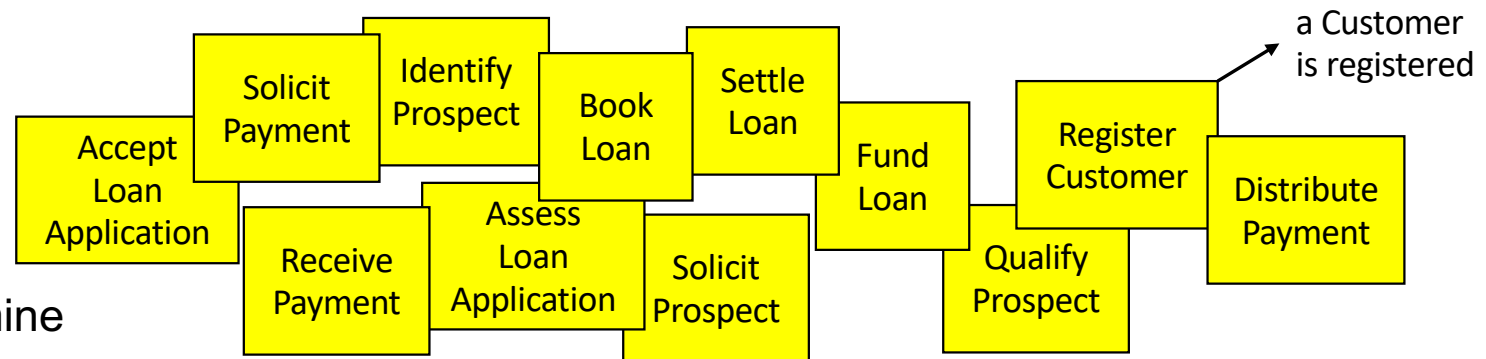 a Customer
is registered
Solicit
Payment
Identify
Prospect
Book
Loan
Settle
Loan
Accept
Loan
Application
Fund
Loan
Register
Customer
Distribute
Payment
Receive
Payment
Assess
Loan
Application
Solicit
Prospect
Qualify
Prospect